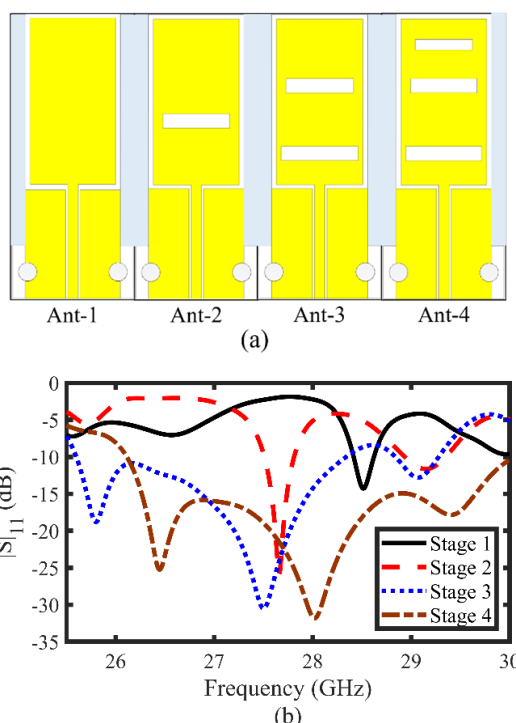 Ant-1 Ant-2 Ant-3 Ant-4
(a)
0
-5
-10
-15
-20
-25
-30
-35
|S|11 (dB)
Stage 1
Stage 2
Stage 3
Stage 4
26 27 28 29 30
Frequency (GHz)
(b)